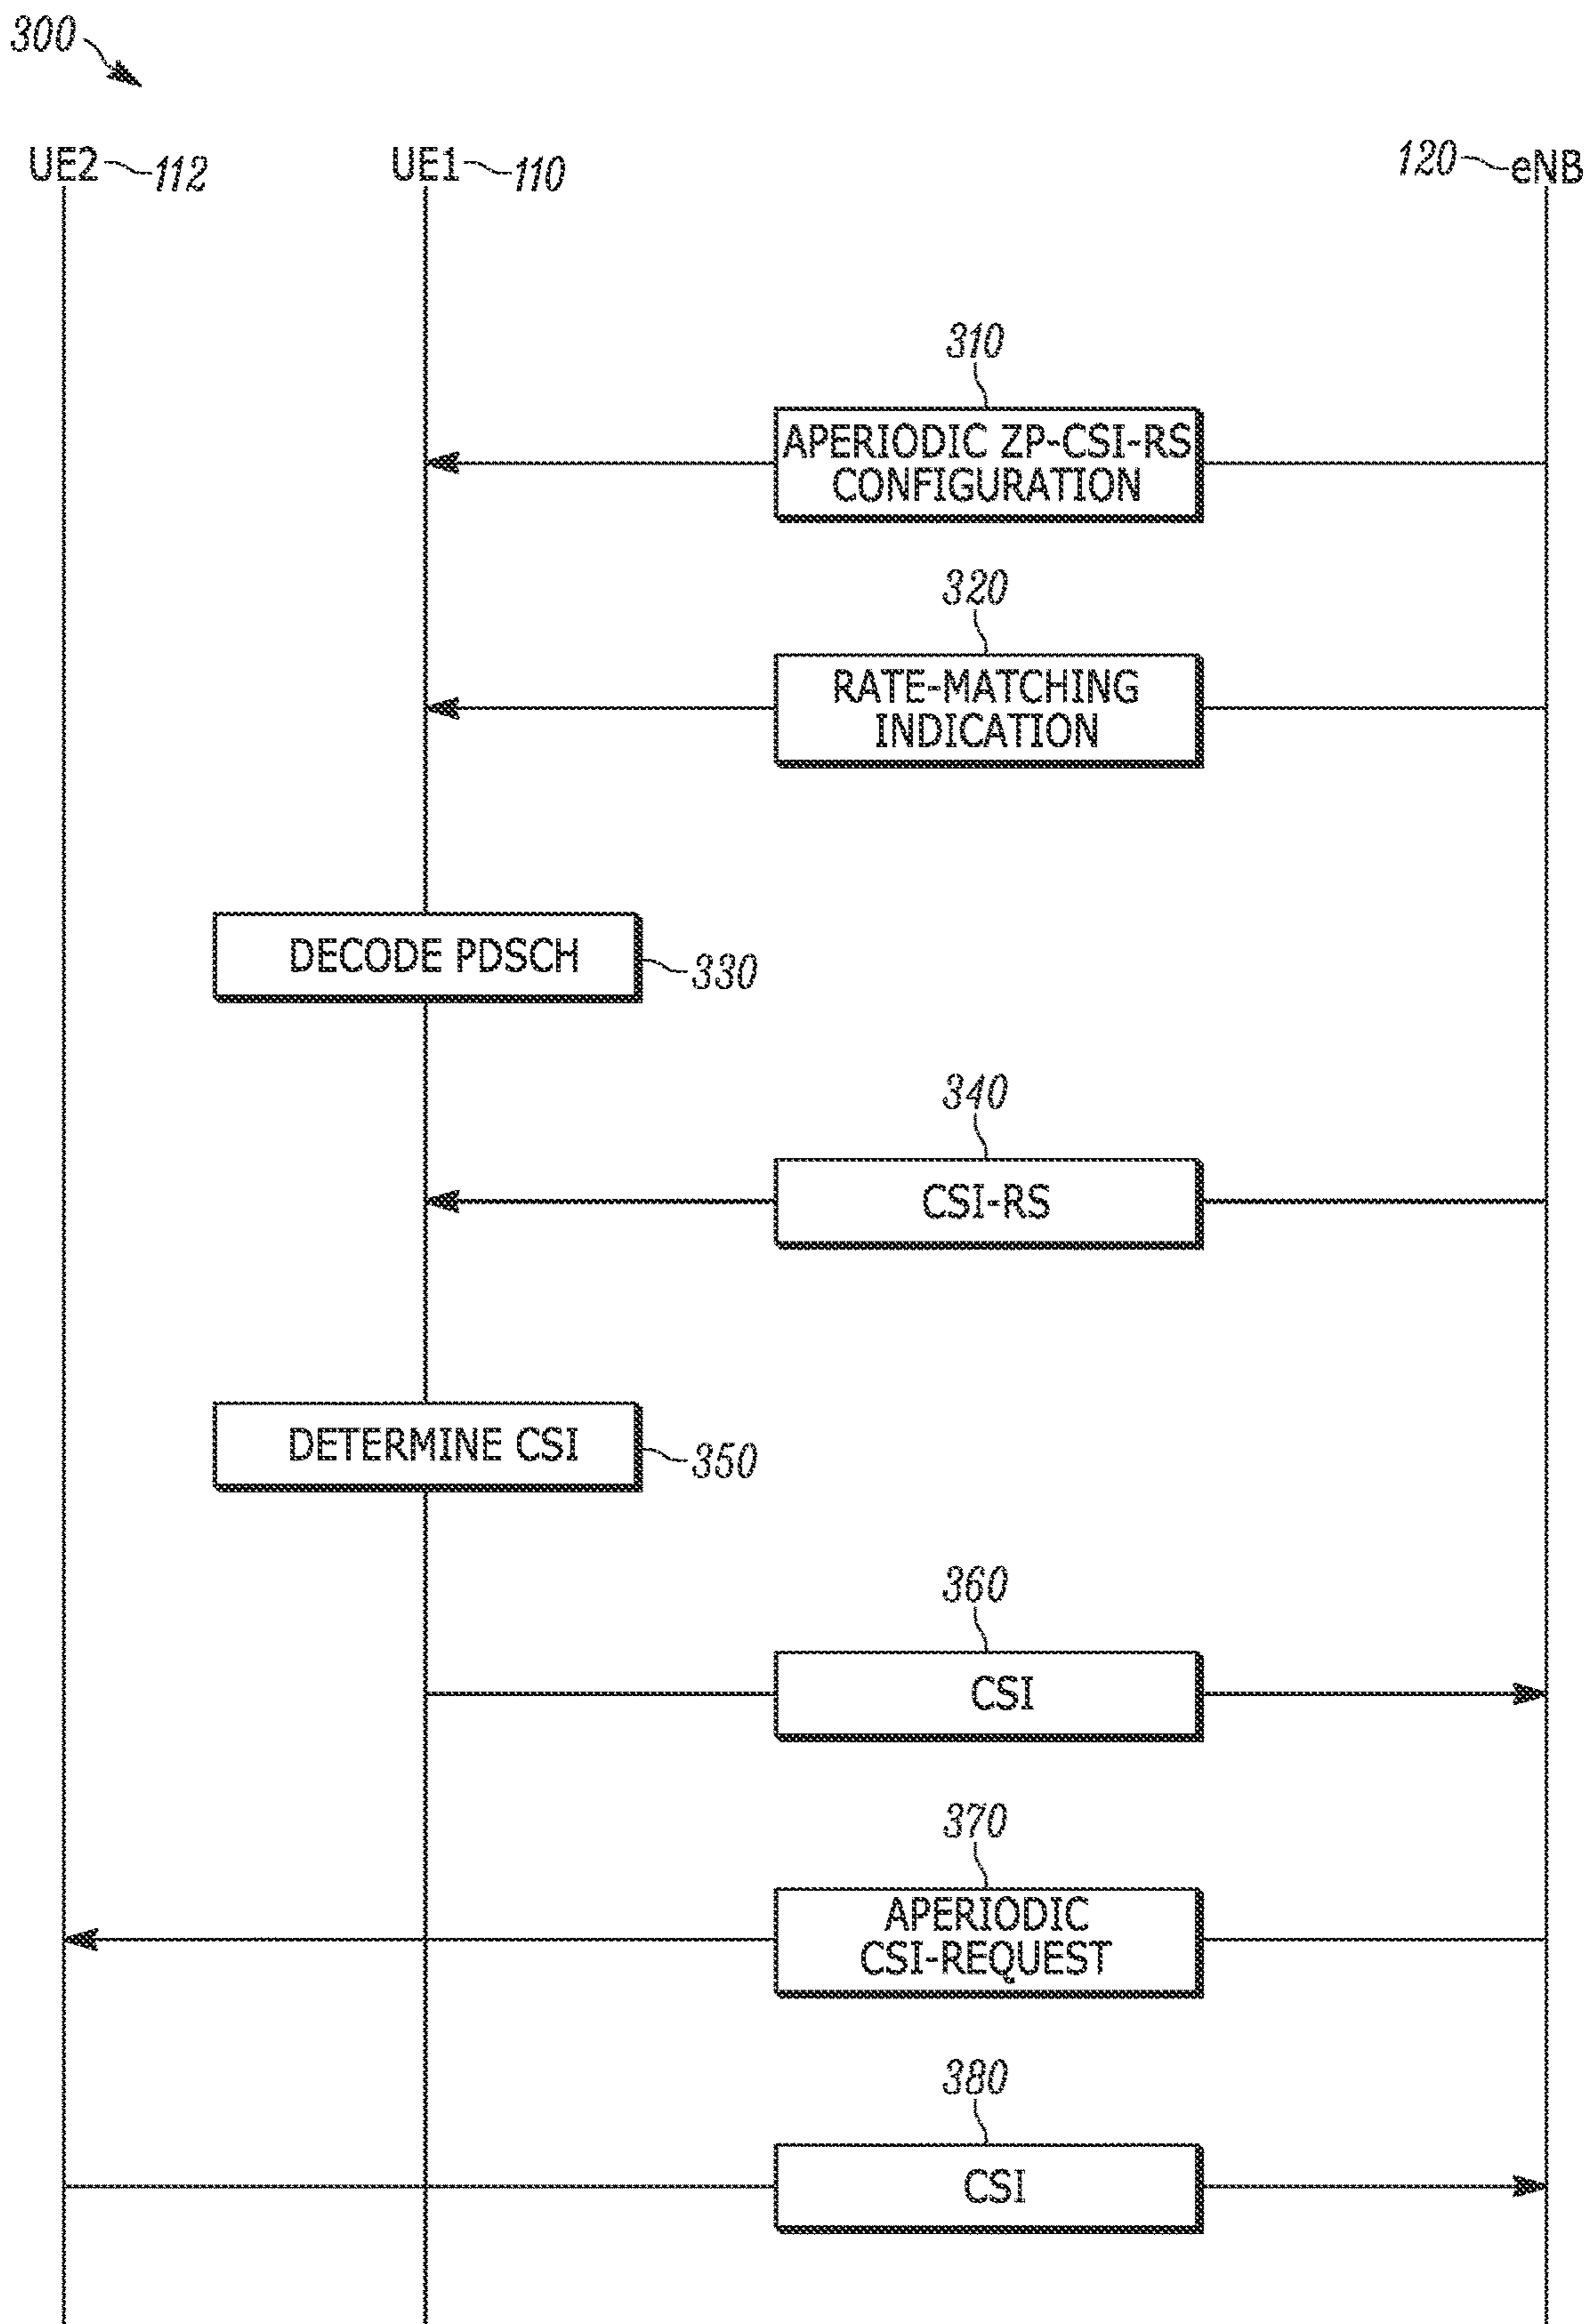 300
UE2 112 UE1 110 120 eNB
310
APERIODIC ZP-CSI-RS
CONFIGURATION
320
RATE-MATCHING
INDICATION
DECODE PDSCH 330
340
CSI-RS
DETERMINE CSI 350
360
CSI
370
APERIODIC
CSI-REQUEST
380
CSI